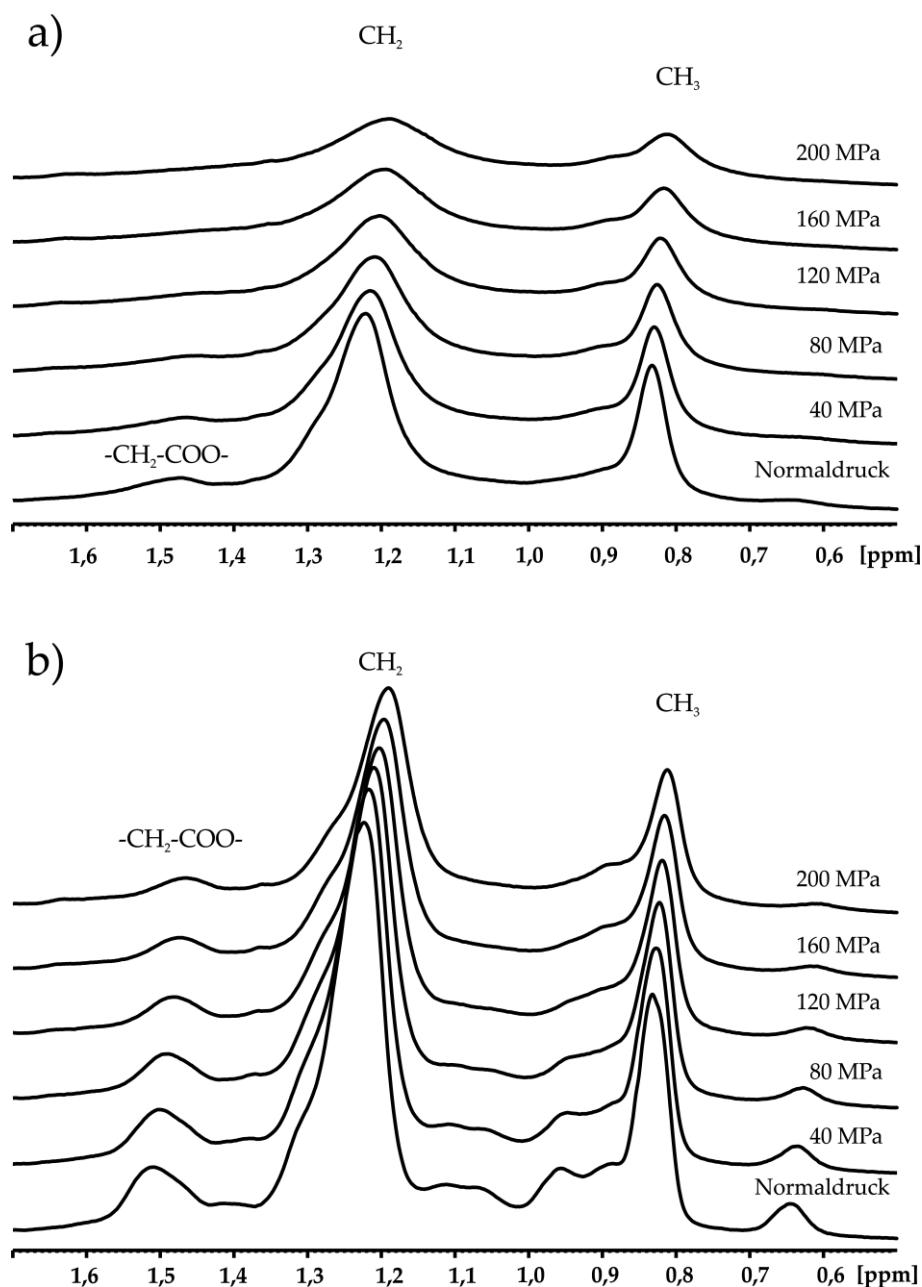 a)
CH₂
CH₃
200 MPa
160 MPa
120 MPa
80 MPa
40 MPa
-CH₂-COO-
Normaldruck
1,6 1,5 1,4 1,3 1,2 1,1 1,0 0,9 0,8 0,7 0,6 [ppm]
b)
CH₂
CH₃
-CH₂-COO-
200 MPa
160 MPa
120 MPa
80 MPa
40 MPa
Normaldruck
1,6 1,5 1,4 1,3 1,2 1,1 1,0 0,9 0,8 0,7 0,6 [ppm]